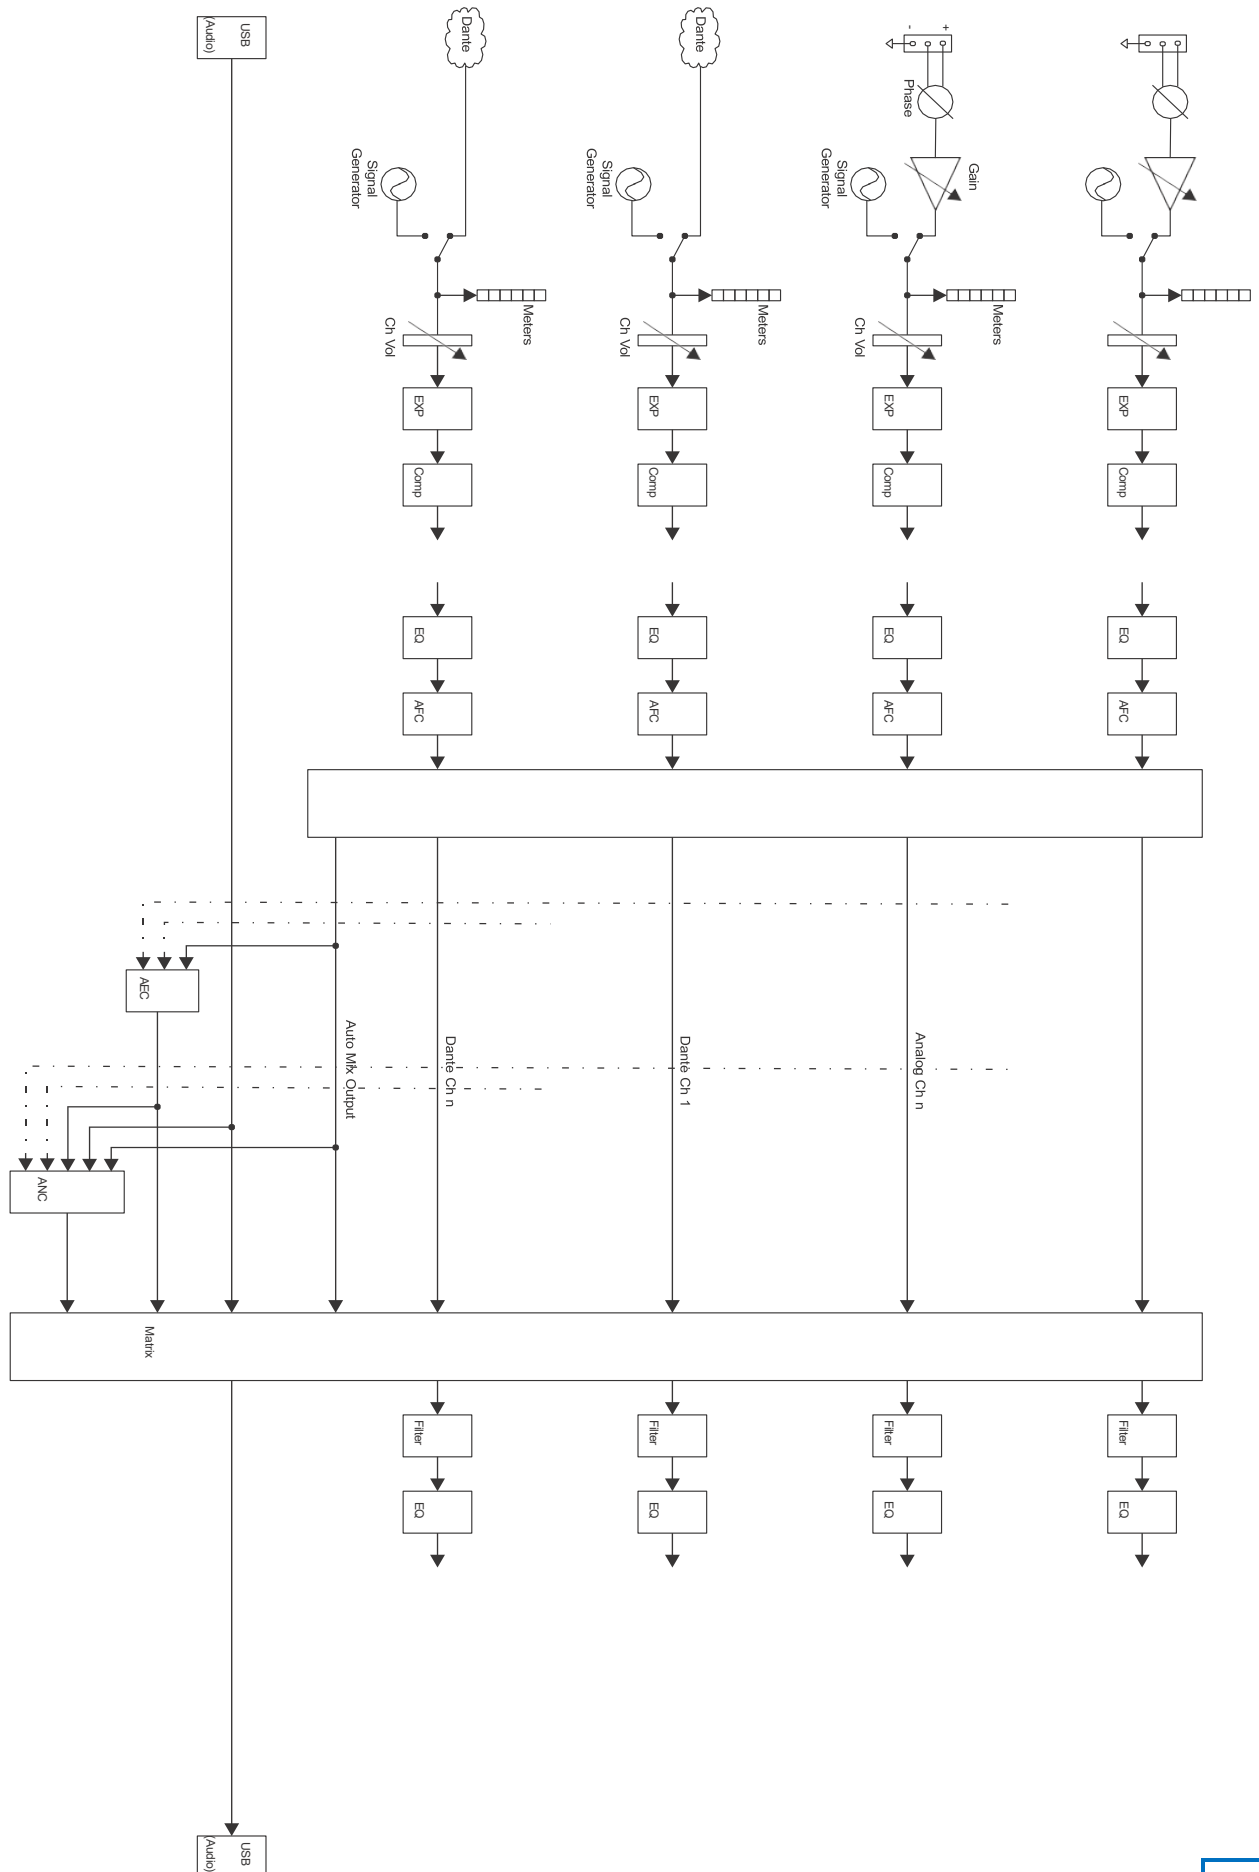 EXP
Comp
EQ
AFC
Filter
EQ
+
-
Phase
Gain
Signal
Generator
Meters
Ch Vol
EXP
Comp
EQ
AFC
Analog Ch n
Filter
EQ
Dante
Signal
Generator
Meters
Ch Vol
EXP
Comp
EQ
AFC
Dante Ch 1
Filter
EQ
Dante
Signal
Generator
Meters
Ch Vol
EXP
Comp
EQ
AFC
Dante Ch n
Filter
EQ
Auto Mix Output
USB
(Audio)
USB
(Audio)
AEC
Matrix
ANC